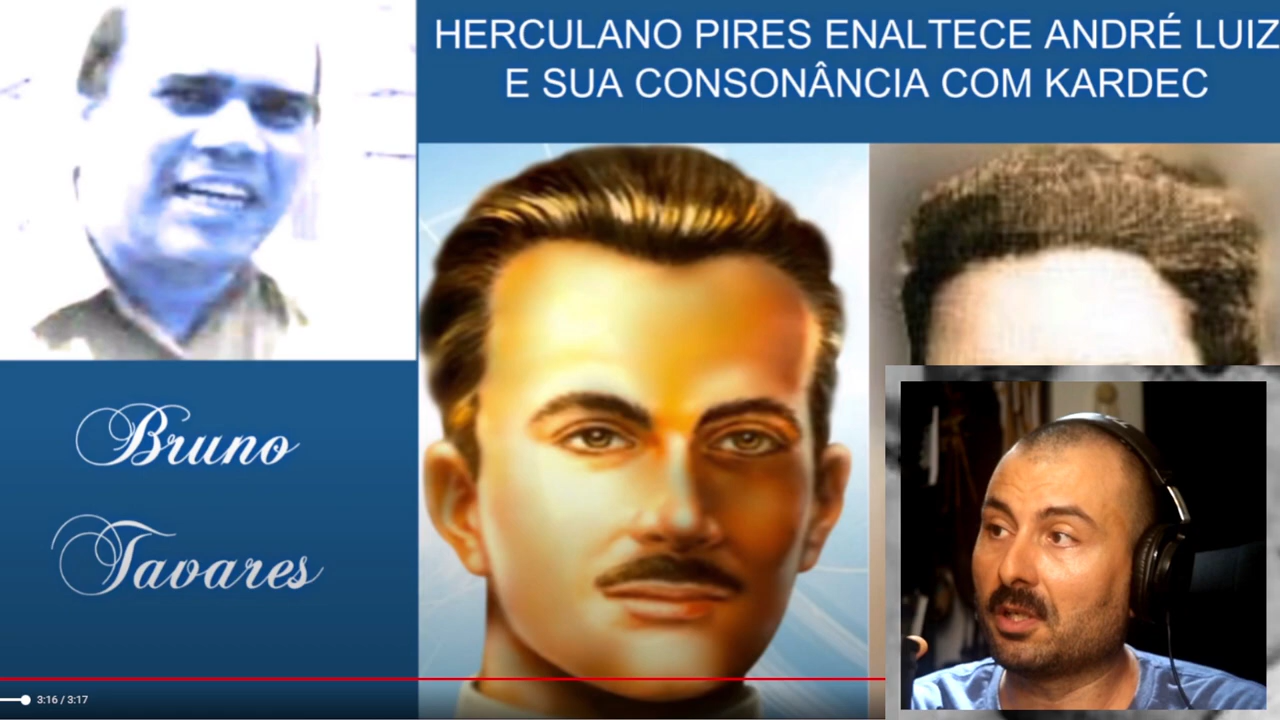 HERCULANO PIRES ENALTECE ANDRÉ LUIZ
E SUA CONSONÂNCIA COM KARDEC
Bruno
Tavares
3:16 / 3:17